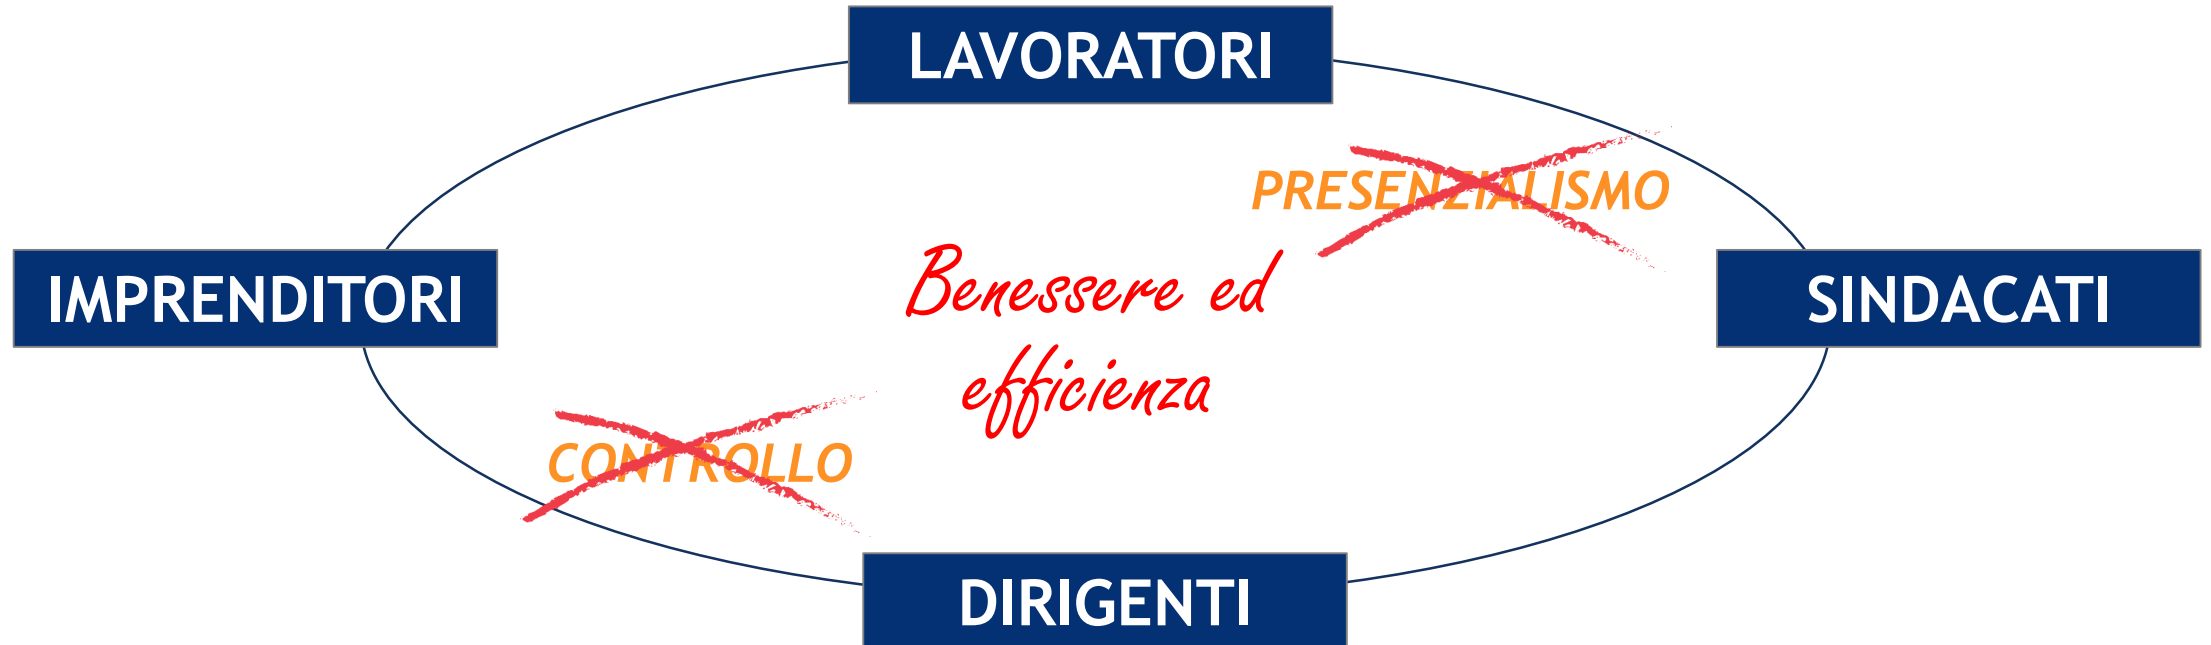 LAVORATORI
PRESENZIALISMO
IMPRENDITORI
Benessere ed
efficienza
SINDACATI
CONTROLLO
DIRIGENTI